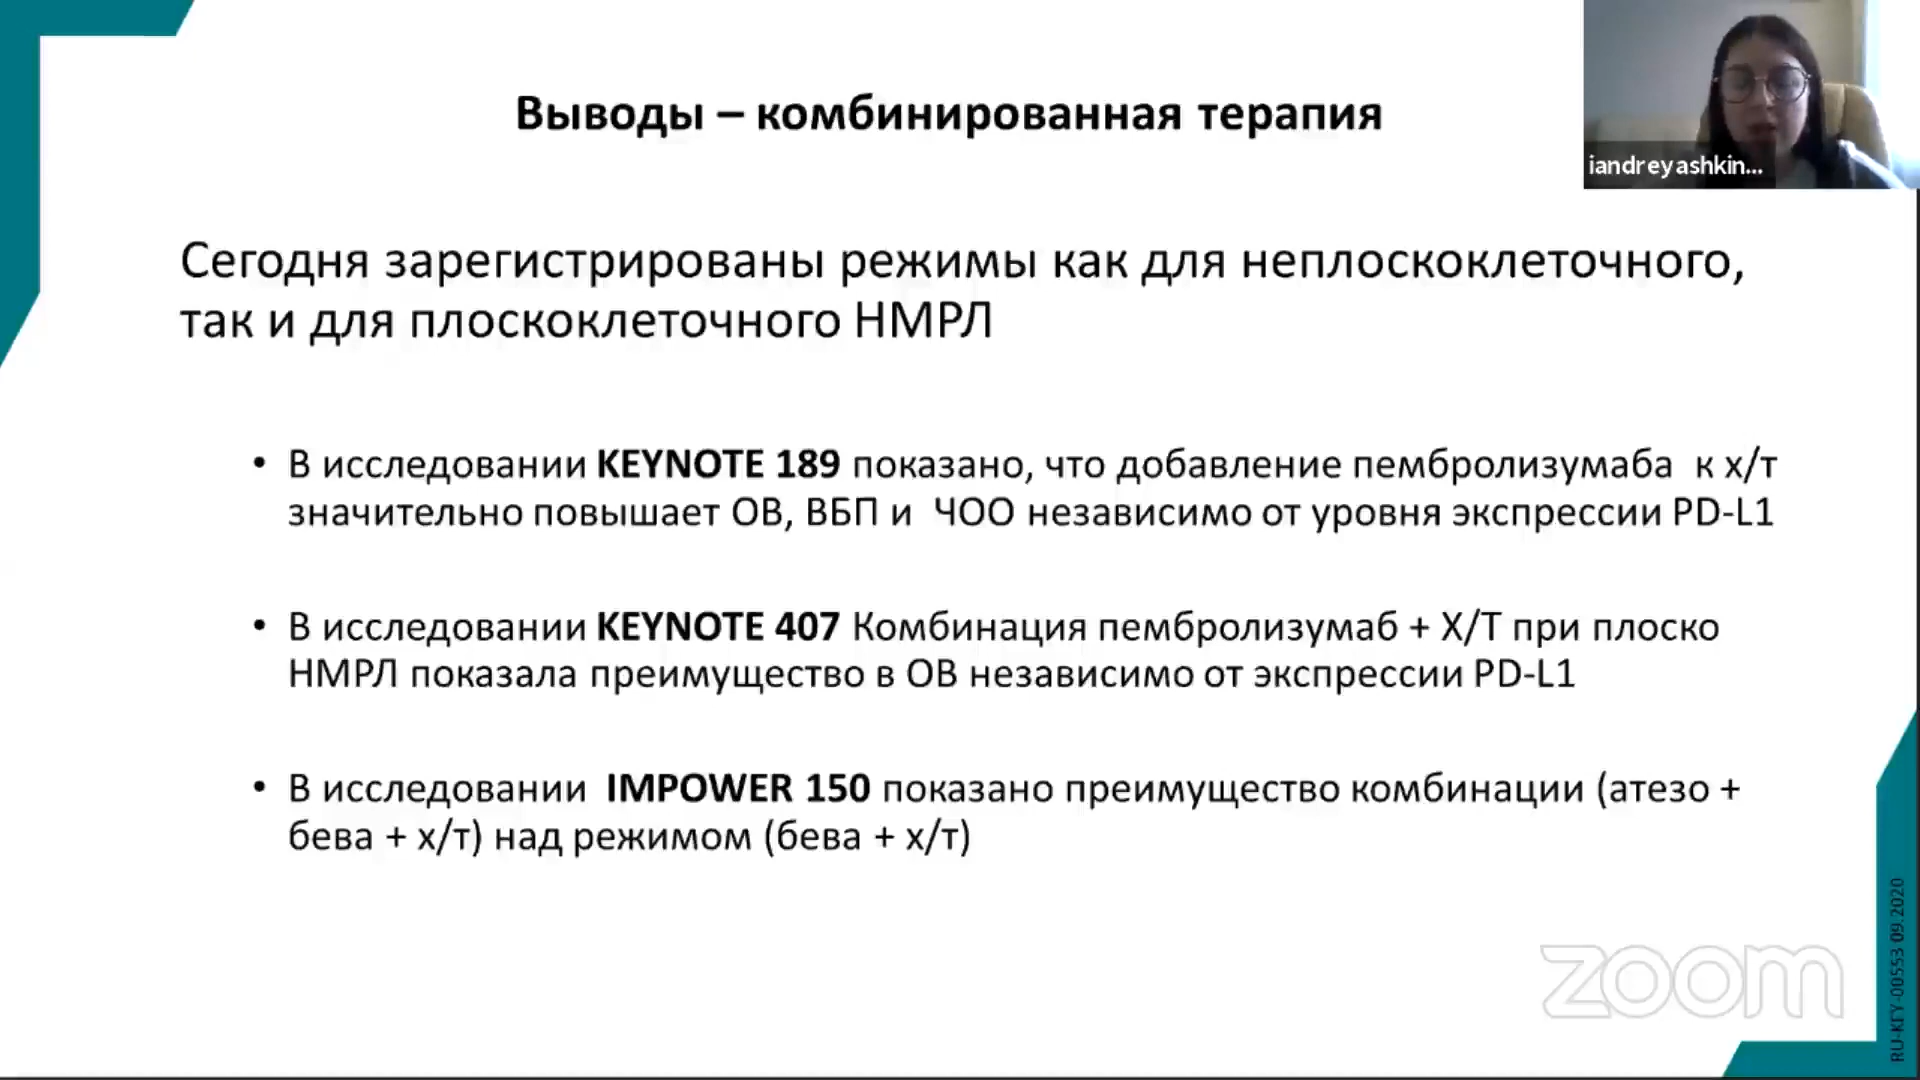 Выводы – комбинированная терапия
iandreyashkin...
Сегодня зарегистрированы режимы как для неплоскоклеточного,
так и для плоскоклеточного НМРЛ
• В исследовании KEYNOTE 189 показано, что добавление пембролизумаба к х/т
значительно повышает ОВ, ВБП и ЧОО независимо от уровня экспрессии PD-L1
• В исследовании KEYNOTE 407 Комбинация пембролизумаб + Х/Т при плоско
НМРЛ показала преимущество в ОВ независимо от экспрессии PD-L1
• В исследовании IMPOWER 150 показано преимущество комбинации (атезо +
бева + х/т) над режимом (бева + х/т)
zoom
RU-KEY-00553 09.2020